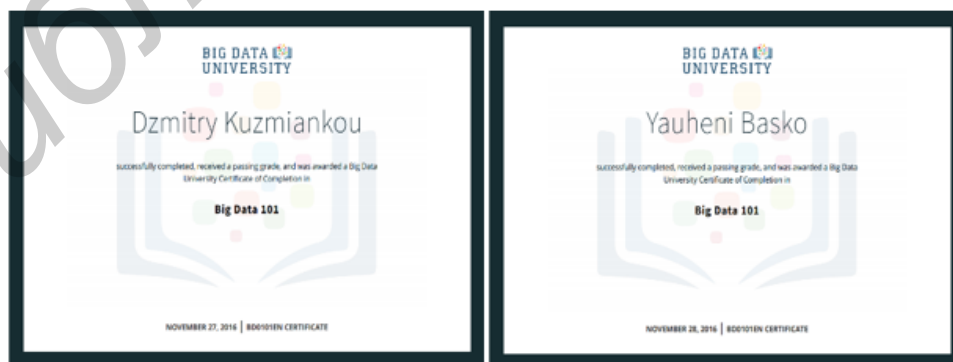 BIG DATA
UNIVERSITY
Dzmitry Kuzmiankou
successfully completed, received a passing grade, and was awarded a Big Data
University Certificate of Completion in
Big Data 101
NOVEMBER 27, 2016 | BD0101EN CERTIFICATE
BIG DATA
UNIVERSITY
Yauheni Basko
successfully completed, received a passing grade, and was awarded a Big Data
University Certificate of Completion in
Big Data 101
NOVEMBER 28, 2016 | BD0101EN CERTIFICATE